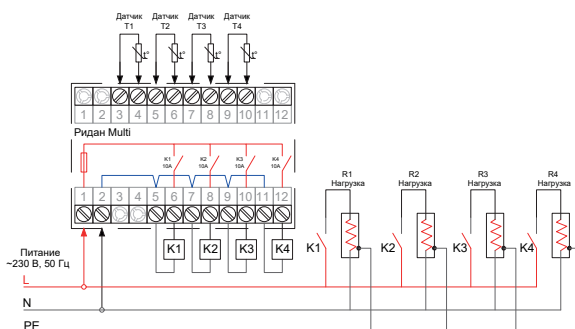 Датчик Датчик Датчик Датчик
T1 T2 T3 T4
t° t° t° t°
1 2 3 4 5 6 7 8 9 10 11 12
Ридан Multi
K1 K2 K3 K4
10A 10A 10A 10A
1 2 3 4 5 6 7 8 9 10 11 12
R1 R2 R3 R4
Нагрузка Нагрузка Нагрузка Нагрузка
K1 K2 K3 K4
K1 K2 K3 K4
Питание
~230 В, 50 Гц
L
N
PE